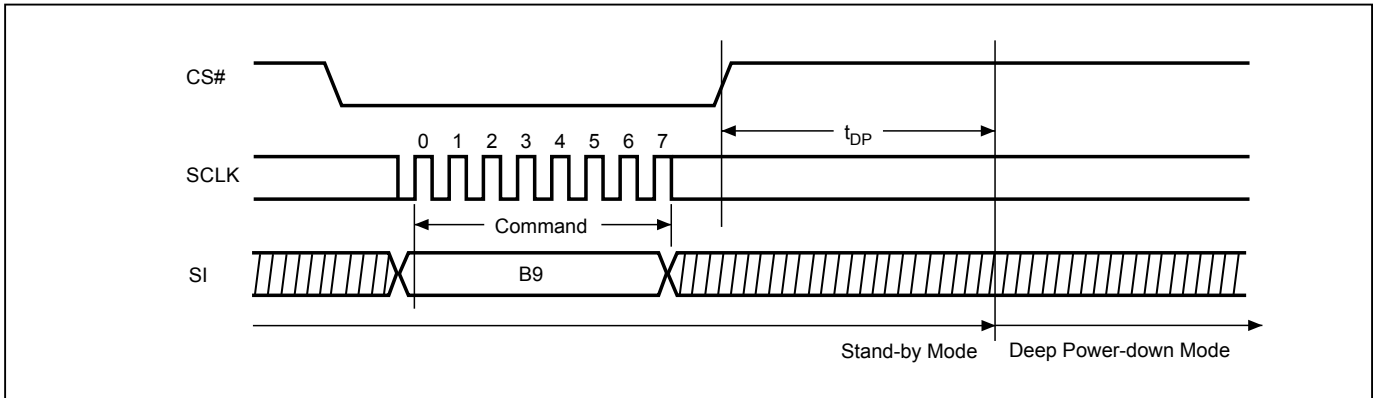 CS#
t_DP
0 1 2 3 4 5 6 7
SCLK
Command
SI
B9
Stand-by Mode
Deep Power-down Mode